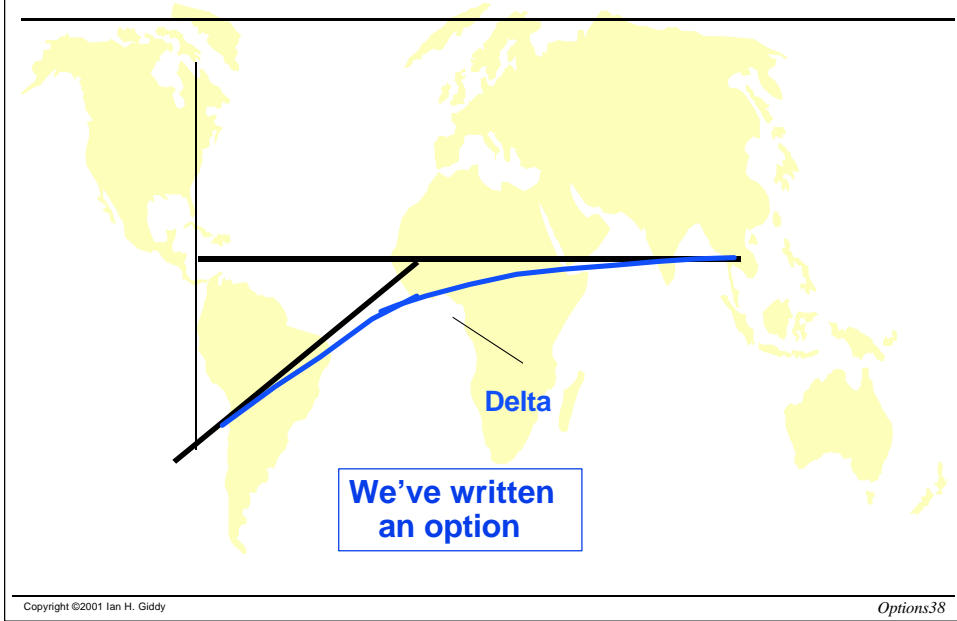 Delta
We’ve written
an option
Copyright ©2001 Ian H. Giddy
Options38